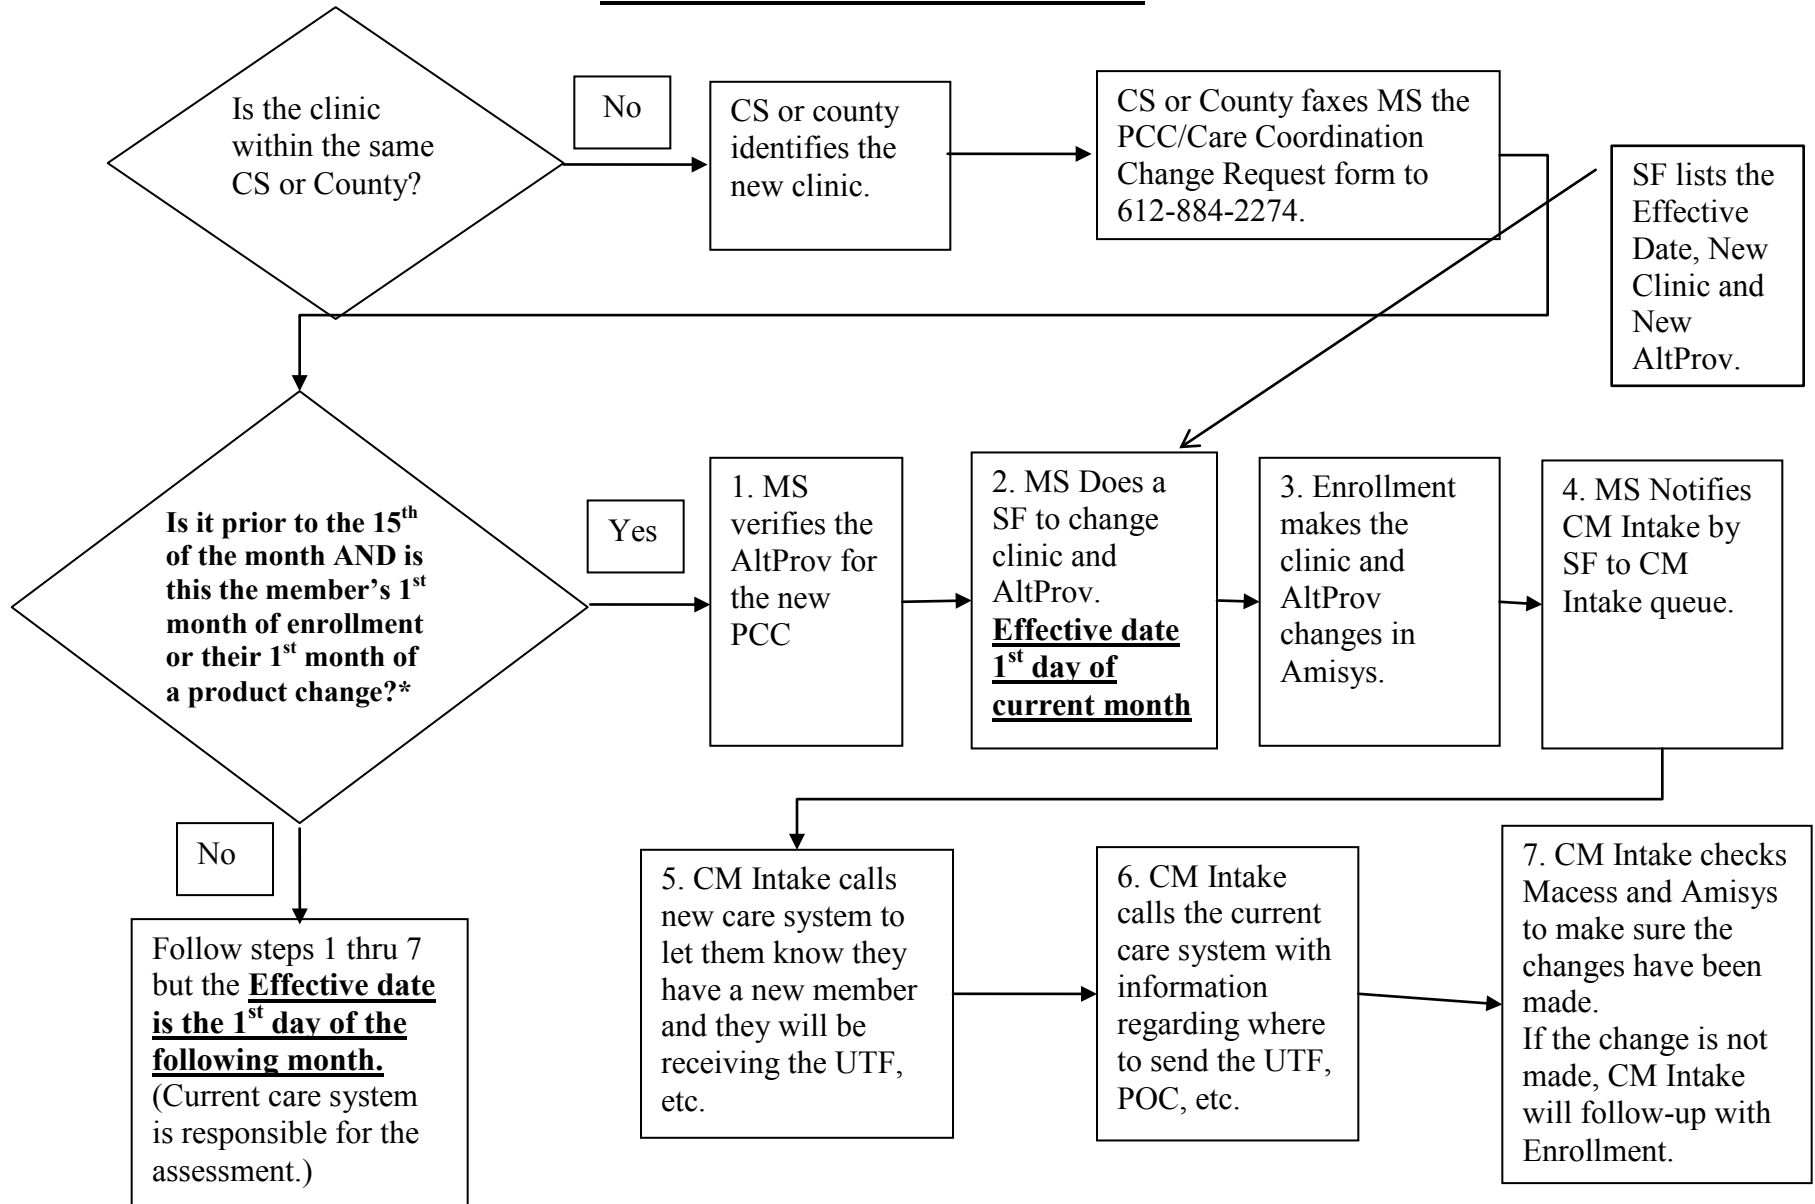 Is the clinic
within the same
CS or County?
No
CS or county
identifies the
new clinic.
CS or County faxes MS the
PCC/Care Coordination
Change Request form to
612-884-2274.
SF lists the
Effective
Date, New
Clinic and
New
AltProv.
Is it prior to the 15th
of the month AND is
this the member’s 1st
month of enrollment
or their 1st month of
a product change?*
Yes
1. MS
verifies the
AltProv for
the new
PCC
2. MS Does a
SF to change
clinic and
AltProv.
Effective date
1st day of
current month
3. Enrollment
makes the
clinic and
AltProv
changes in
Amisys.
4. MS Notifies
CM Intake by
SF to CM
Intake queue.
No
Follow steps 1 thru 7
but the Effective date
is the 1st day of the
following month.
(Current care system
is responsible for the
assessment.)
5. CM Intake calls
new care system to
let them know they
have a new member
and they will be
receiving the UTF,
etc.
6. CM Intake
calls the current
care system with
information
regarding where
to send the UTF,
POC, etc.
7. CM Intake checks
Macess and Amisys
to make sure the
changes have been
made.
If the change is not
made, CM Intake
will follow-up with
Enrollment.